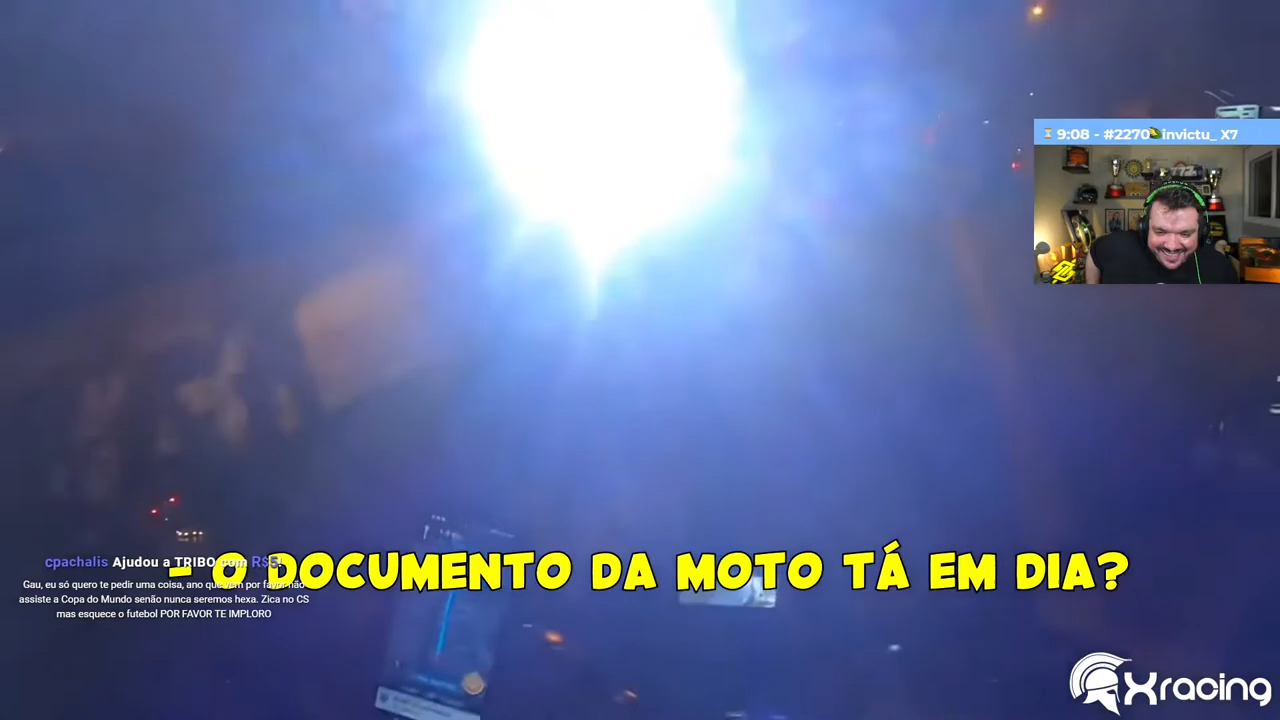 9:08 - #2270 invictu_ X7
- O DOCUMENTO DA MOTO TÁ EM DIA?
cpachalis Ajudou a TRIBO com R$5!
Gau, eu só quero te pedir uma coisa, ano que vem por favor não
assiste a Copa do Mundo senão nunca seremos hexa. Zica no CS
mas esquece o futebol POR FAVOR TE IMPLORO
Xracing